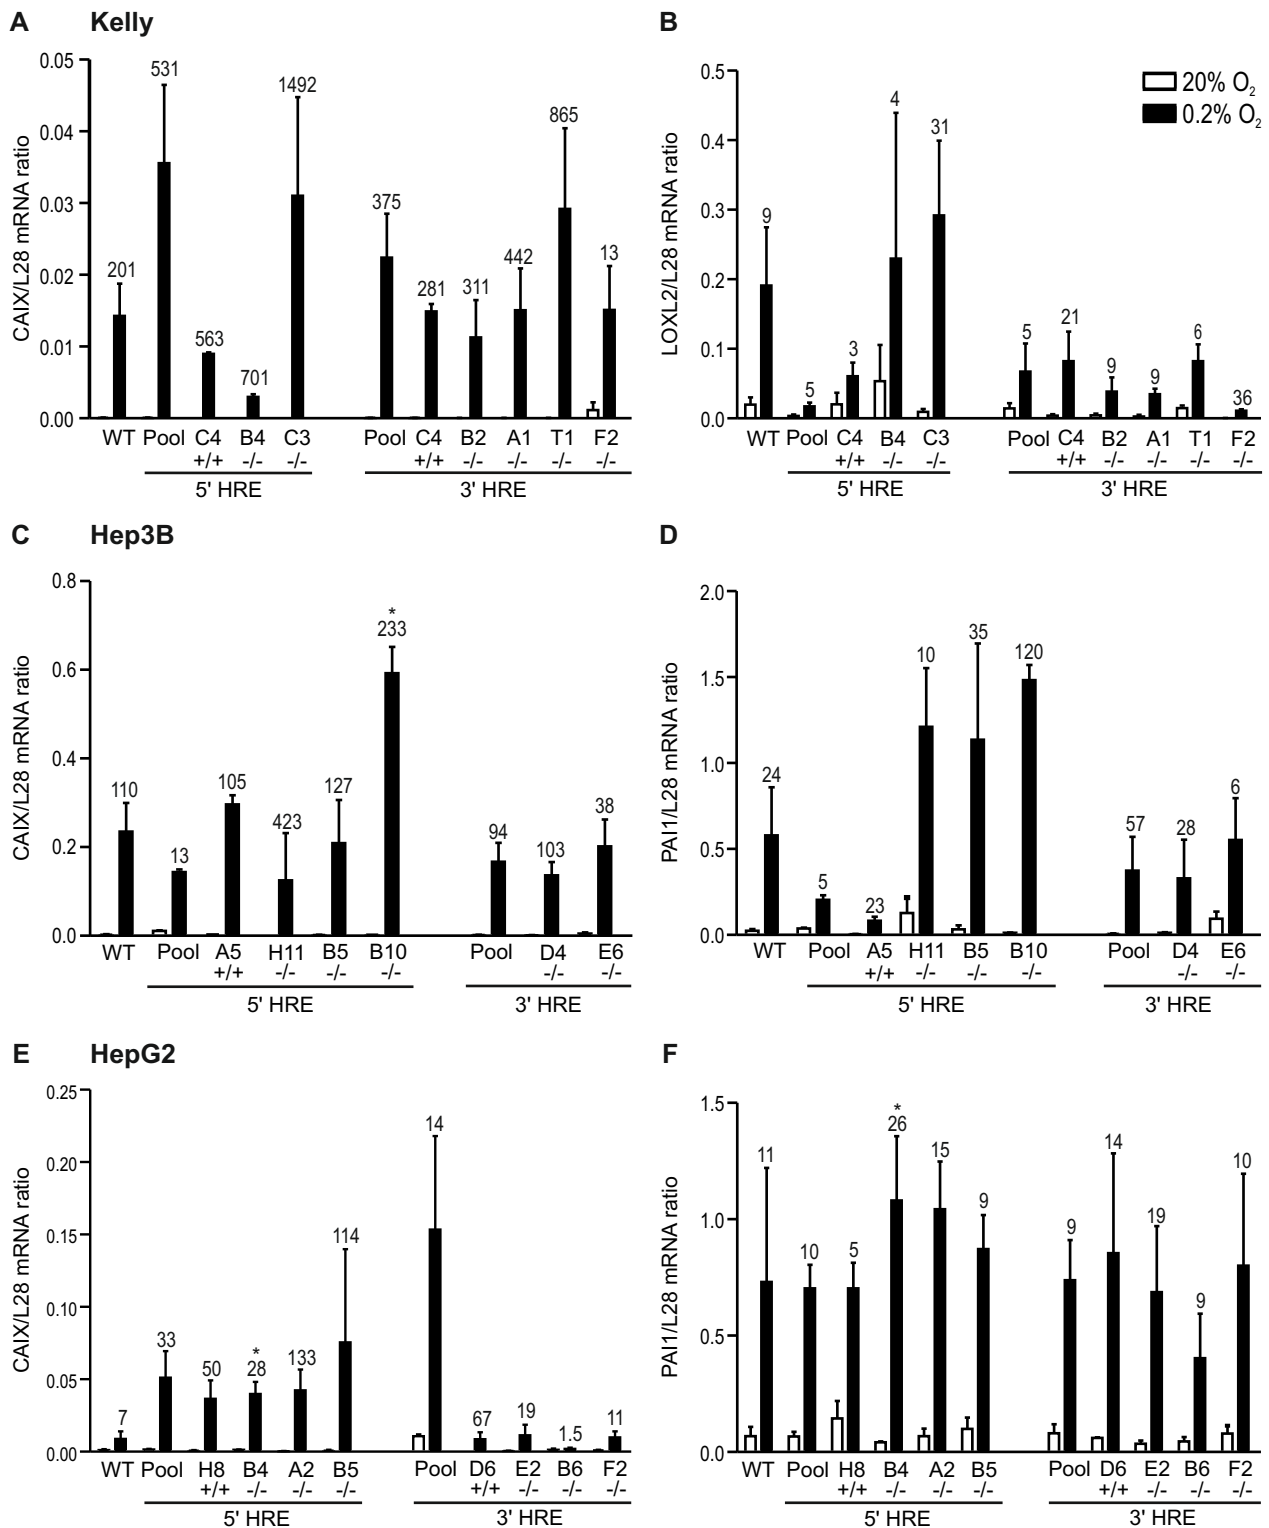 A Kelly
CAIX/L28 mRNA ratio
0.05
0.04
0.03
0.02
0.01
0.00
201 531 563 701 1492 375 281 311 442 865 13
WT Pool C4 B4 C3 Pool C4 B2 A1 T1 F2
+/+ -/- -/- +/+ -/- -/- -/- -/-
5' HRE 3' HRE
B
20% O2
0.2% O2
LOXL2/L28 mRNA ratio
0.5
0.4
0.3
0.2
0.1
0.0
9 5 3 4 31 5 21 9 9 6 36
WT Pool C4 B4 C3 Pool C4 B2 A1 T1 F2
+/+ -/- -/- +/+ -/- -/- -/- -/-
5' HRE 3' HRE
C Hep3B
CAIX/L28 mRNA ratio
0.8
0.6
0.4
0.2
0.0
*
110 13 105 423 127 233 94 103 38
WT Pool A5 H11 B5 B10 Pool D4 E6
+/+ -/- -/- -/- -/- -/-
5' HRE 3' HRE
D
PAI1/L28 mRNA ratio
2.0
1.5
1.0
0.5
0.0
24 5 23 10 35 120 57 28 6
WT Pool A5 H11 B5 B10 Pool D4 E6
+/+ -/- -/- -/- -/- -/-
5' HRE 3' HRE
E HepG2
CAIX/L28 mRNA ratio
0.25
0.20
0.15
0.10
0.05
0.00
*
7 33 50 28 133 114 14 67 19 1.5 11
WT Pool H8 B4 A2 B5 Pool D6 E2 B6 F2
+/+ -/- -/- -/- +/+ -/- -/- -/-
5' HRE 3' HRE
F
PAI1/L28 mRNA ratio
1.5
1.0
0.5
0.0
*
11 10 5 26 15 9 9 14 19 9 10
WT Pool H8 B4 A2 B5 Pool D6 E2 B6 F2
+/+ -/- -/- -/- +/+ -/- -/- -/-
5' HRE 3' HRE